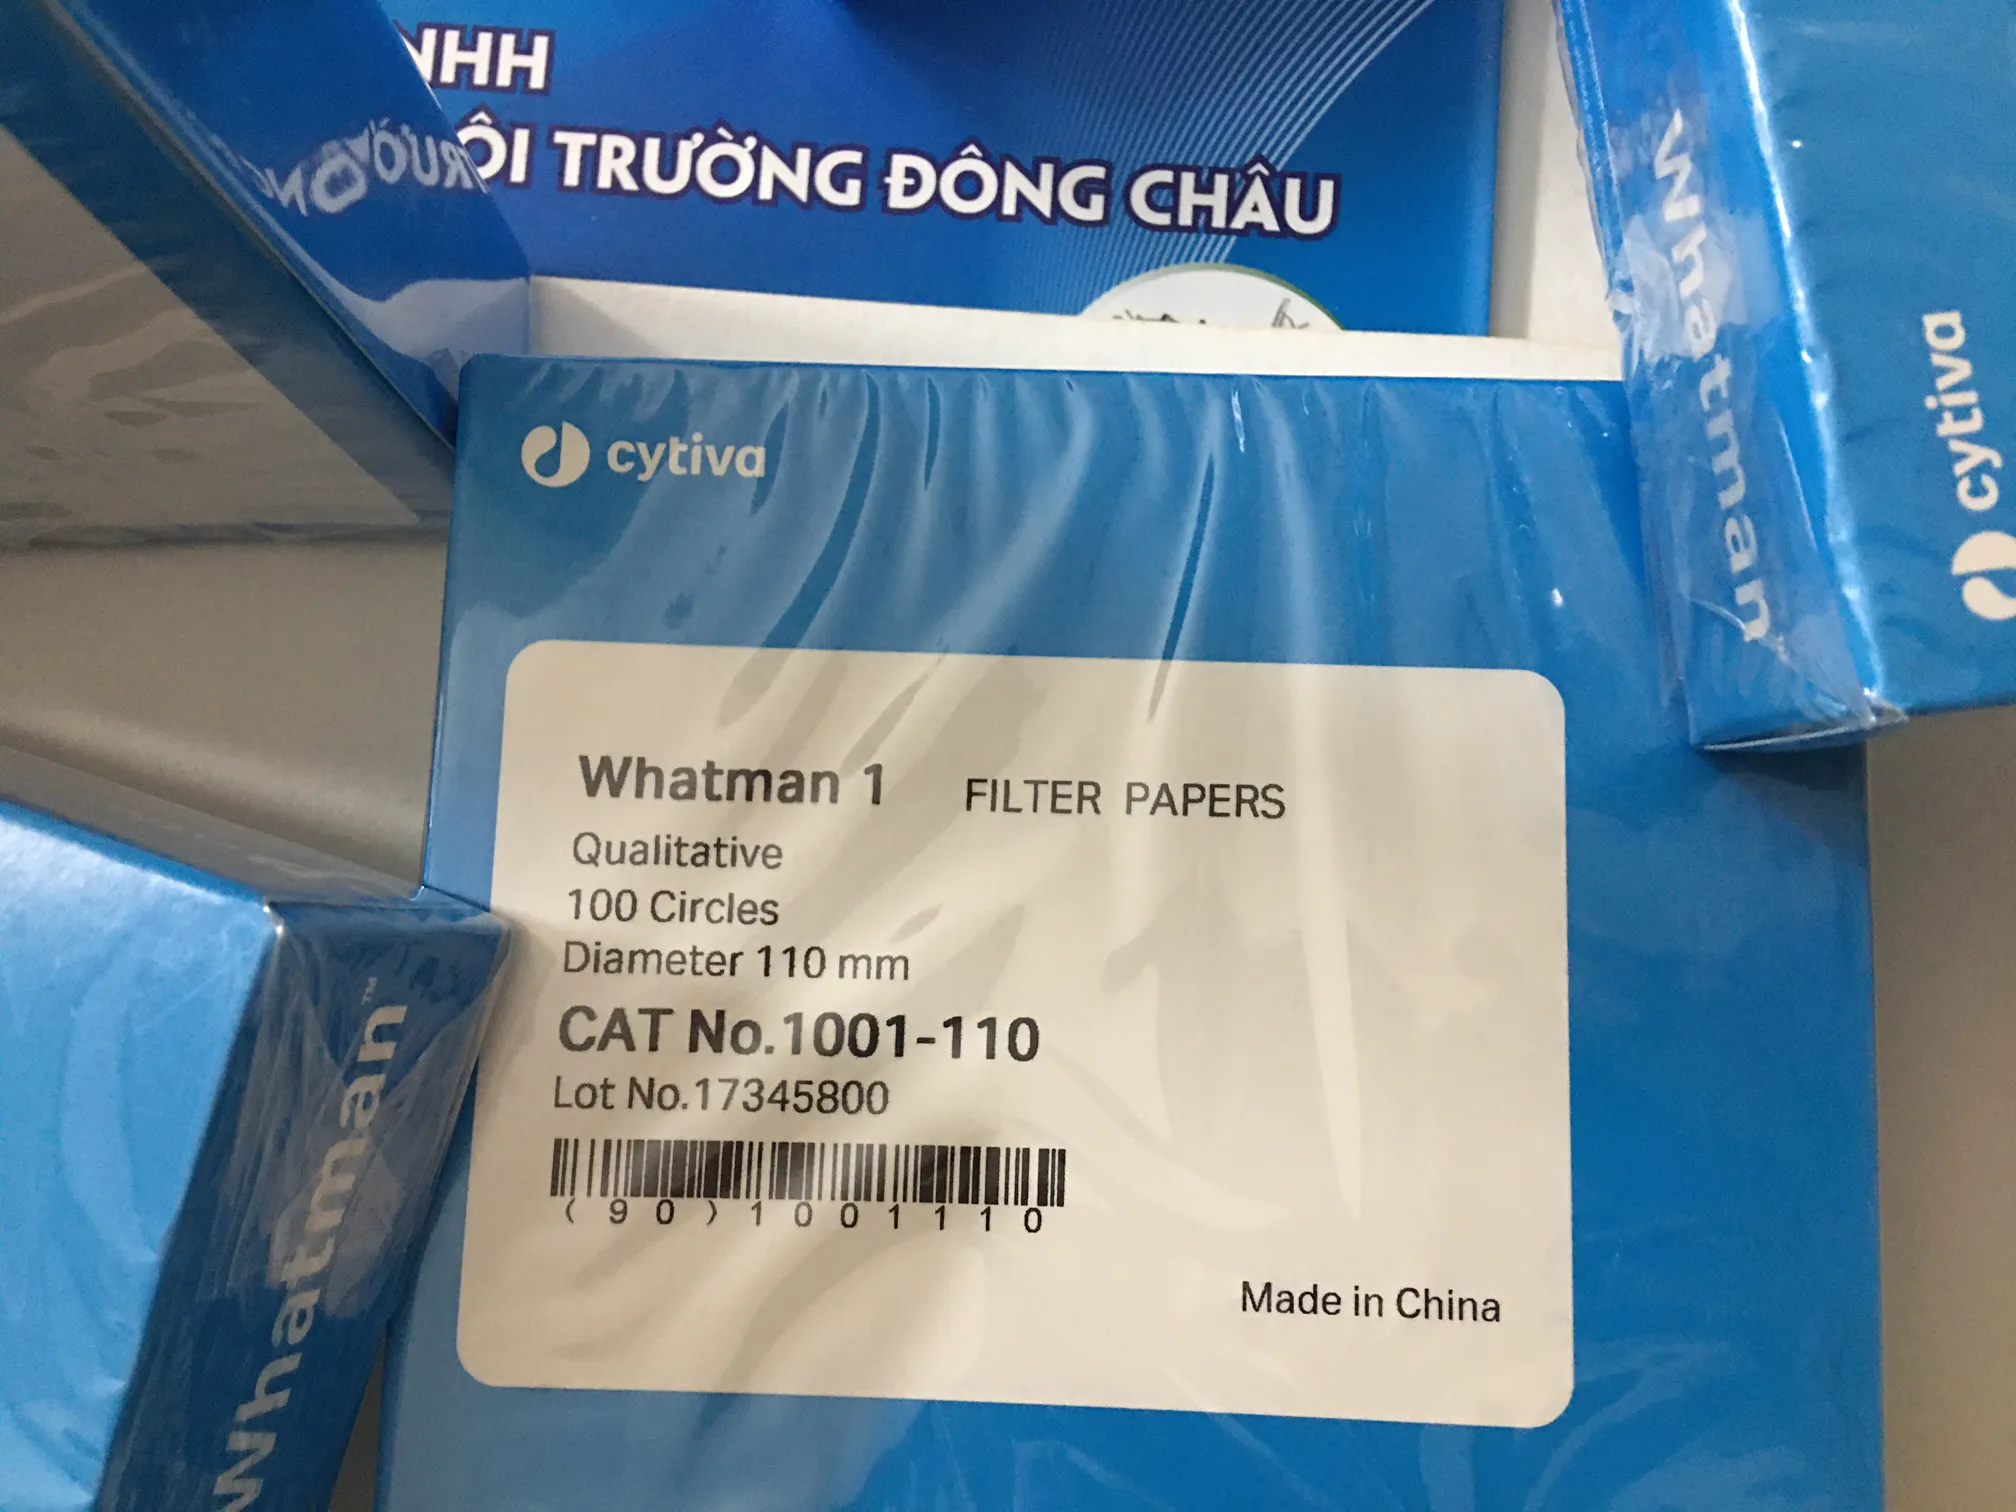 NHH
ÔI TRƯỜNG ĐÔNG CHÂU
cytiva
Whatman 1 FILTER PAPERS
Qualitative
100 Circles
Diameter 110 mm
CAT No.1001-110
Lot No.17345800
(90)1001110
Made in China
Whatman
cytiva
Whatman™